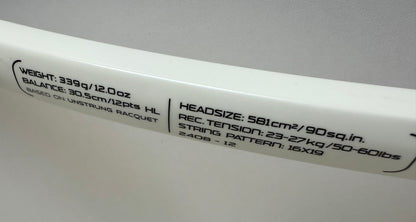 WEIGHT: 339g/12.0oz
BALANCE: 30.5cm/12pts HL
BASED ON UNSTRUNG RACQUET
HEADSIZE: 581cm²/90sq.in.
REC. TENSION: 23-27kg/50-60lbs
STRING PATTERN: 16X19
2408 - 12